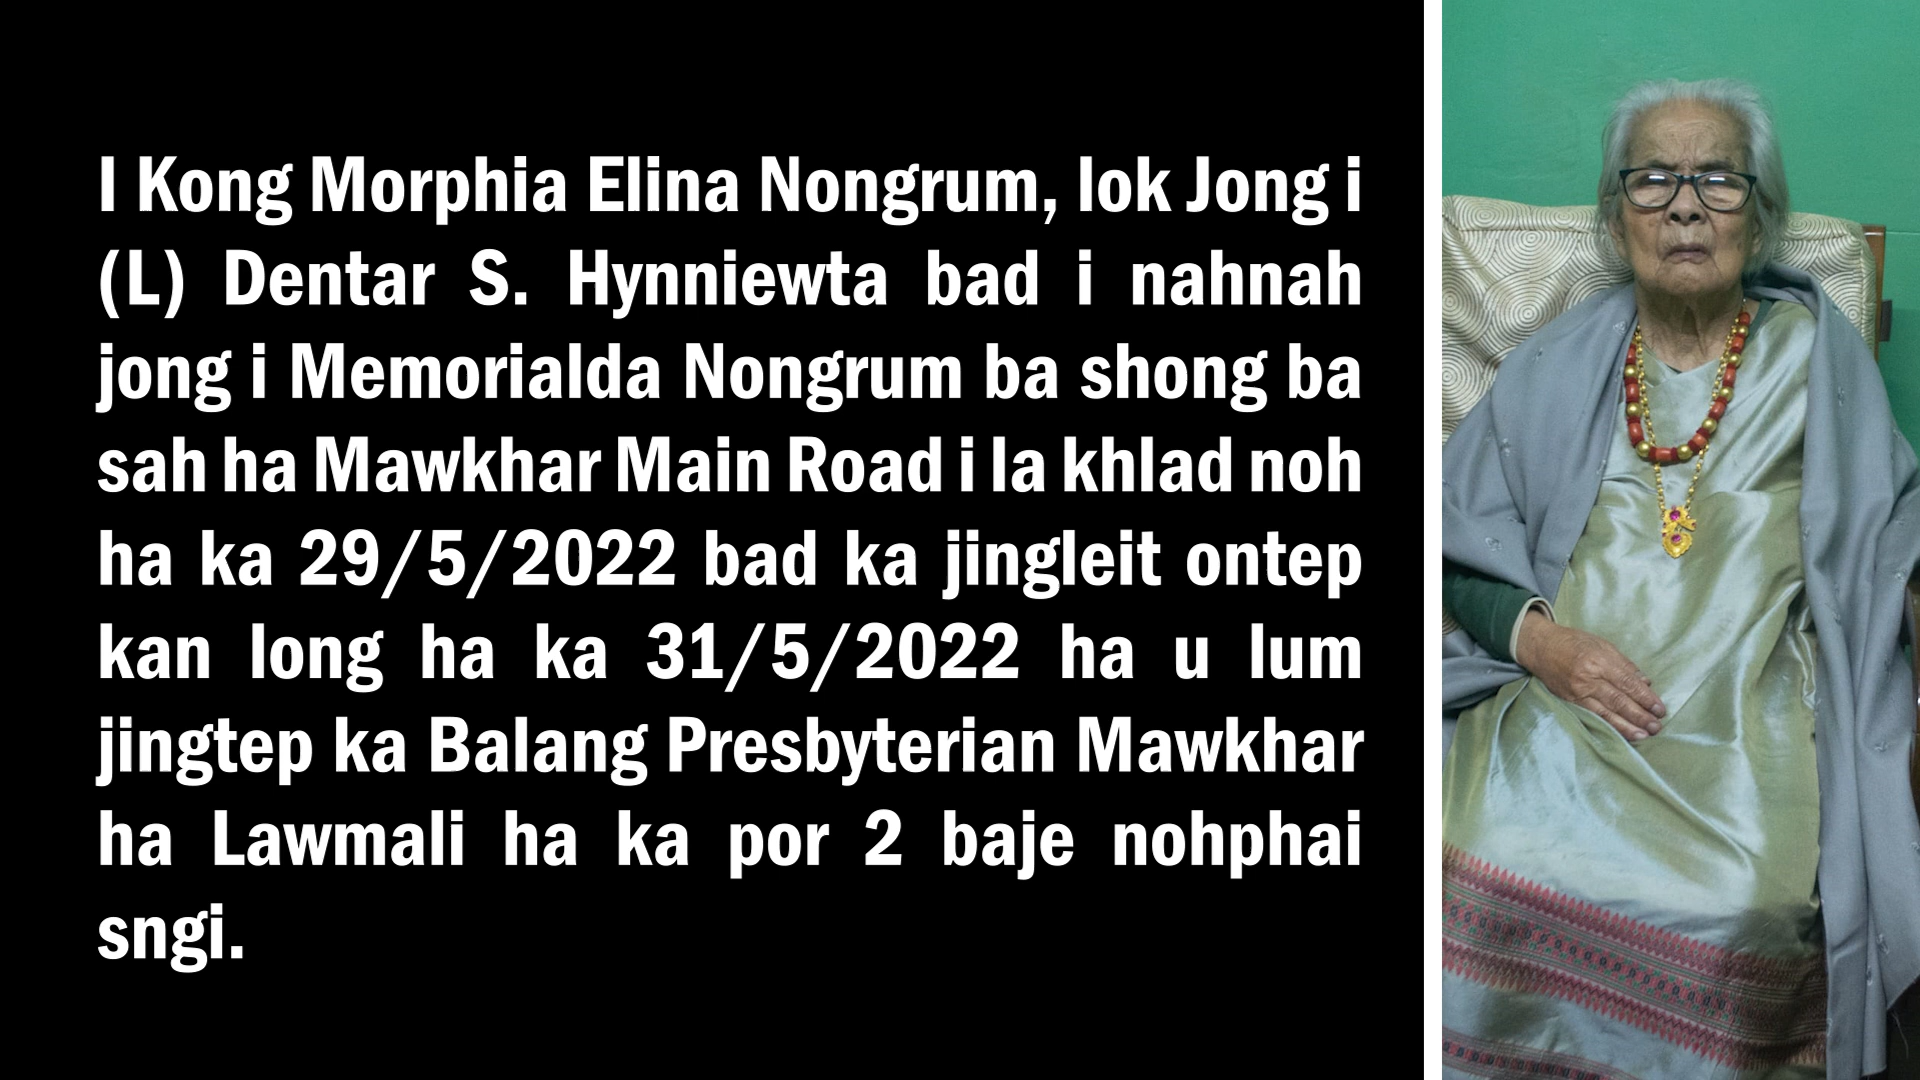 I Kong Morphia Elina Nongrum, lok Jong i
(L) Dentar S. Hynniewta bad i nahnah
jong i Memorialda Nongrum ba shong ba
sah ha Mawkhar Main Road i la khlad noh
ha ka 29/5/2022 bad ka jingleit ontep
kan long ha ka 31/5/2022 ha u lum
jingtep ka Balang Presbyterian Mawkhar
ha Lawmali ha ka por 2 baje nohphai
sngi.